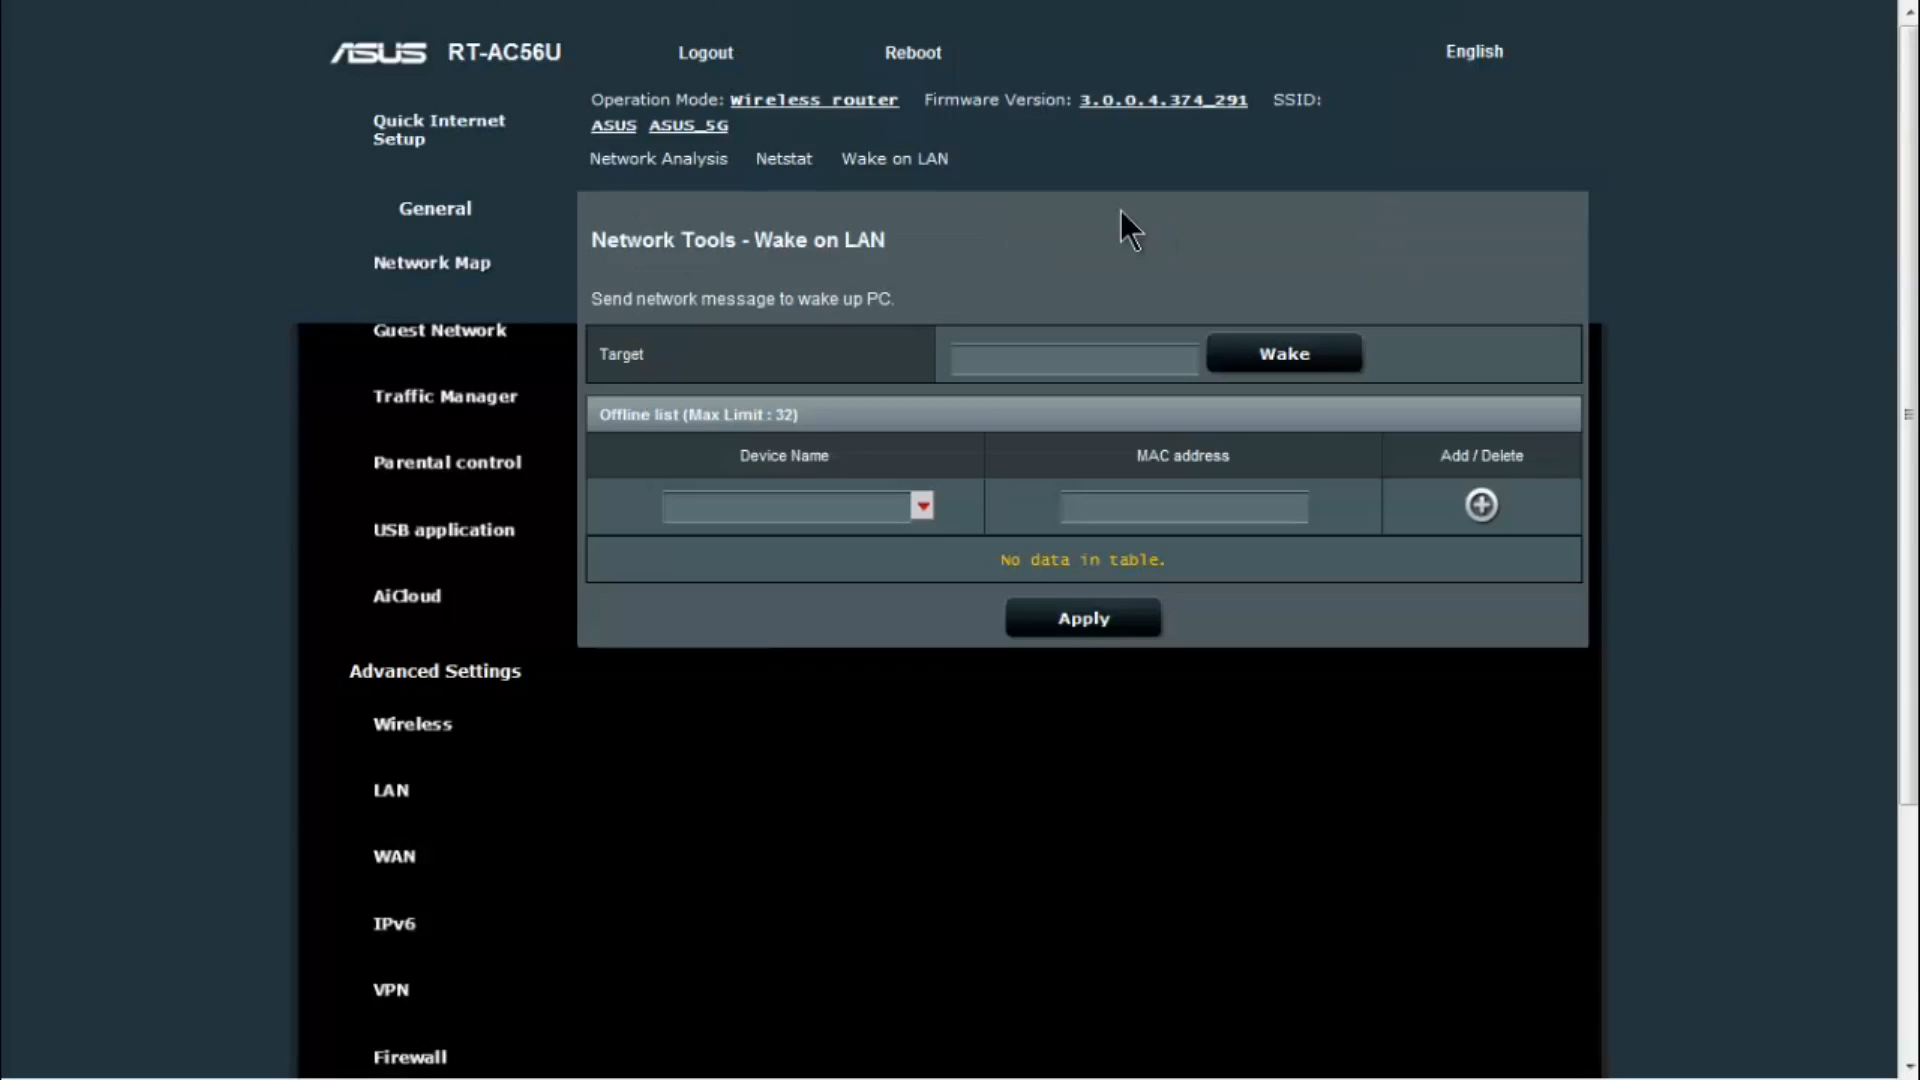 ASUS RT-AC56U Logout Reboot English
Operation Mode: Wireless router Firmware Version: 3.0.0.4.374_291 SSID:
ASUS ASUS_5G
Network Analysis Netstat Wake on LAN
Quick Internet
Setup
General
Network Map
Guest Network
Traffic Manager
Parental control
USB application
AiCloud
Advanced Settings
Wireless
LAN
WAN
IPv6
VPN
Firewall
Network Tools - Wake on LAN
Send network message to wake up PC.
Target Wake
Offline list (Max Limit : 32)
Device Name MAC address Add / Delete
No data in table.
Apply